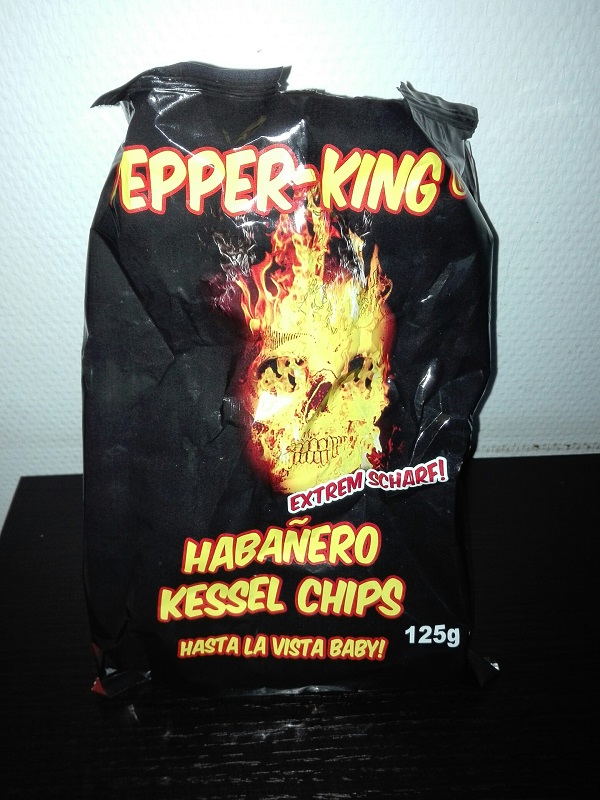 EPPER-KING
EXTREM SCHARF!
HABAÑERO
KESSEL CHIPS
HASTA LA VISTA BABY!
125g